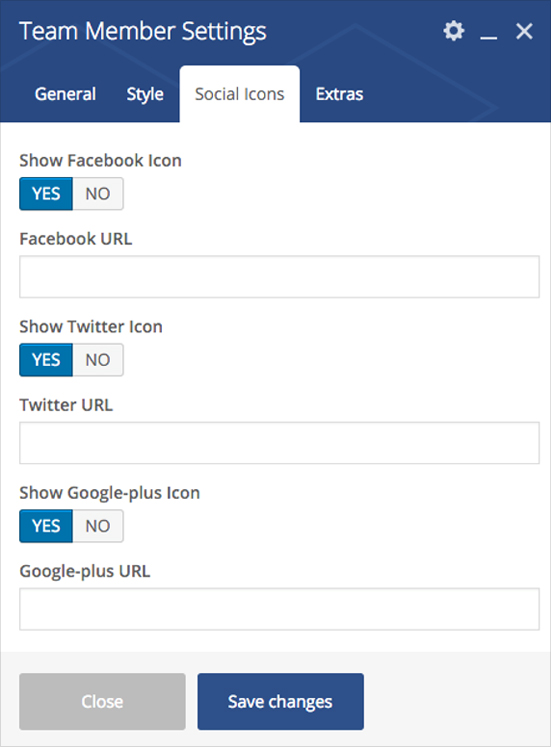 Team Member Settings
General Style Social Icons Extras
Show Facebook Icon
YES NO
Facebook URL
Show Twitter Icon
YES NO
Twitter URL
Show Google-plus Icon
YES NO
Google-plus URL
Close Save changes